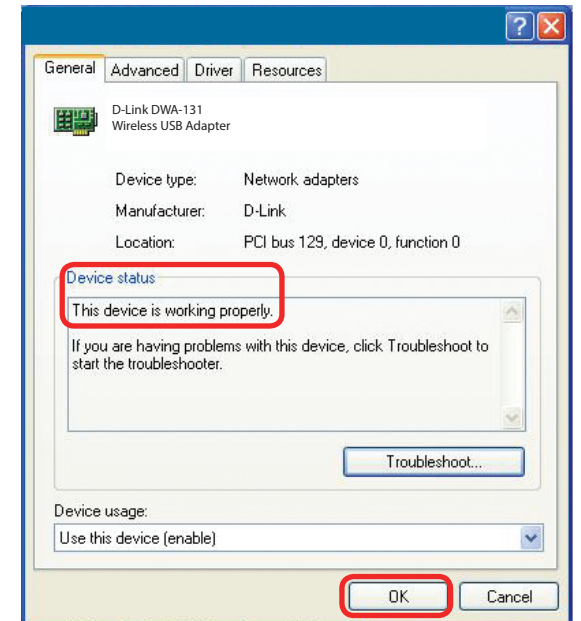 General Advanced Driver Resources
D-Link DWA-131
Wireless USB Adapter
Device type: Network adapters
Manufacturer: D-Link
Location: PCI bus 129, device 0, function 0
Device status
This device is working properly.
If you are having problems with this device, click Troubleshoot to
start the troubleshooter.
Troubleshoot...
Device usage:
Use this device (enable)
OK Cancel